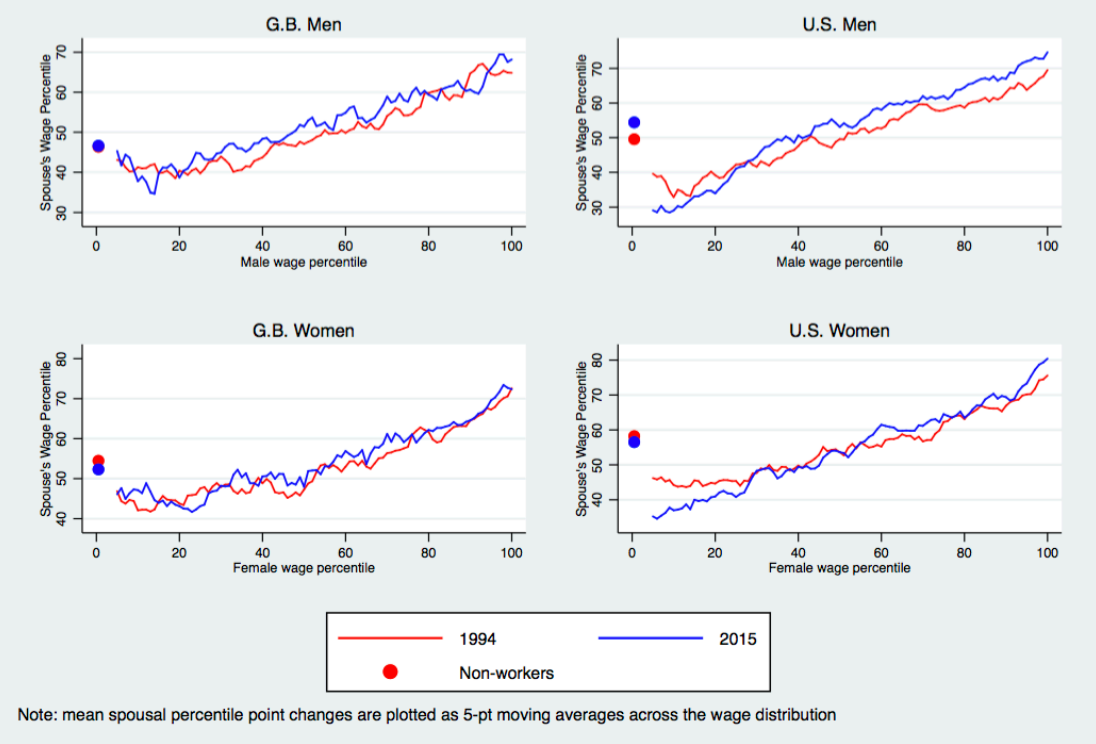 G.B. Men
Spouse's Wage Percentile
70
60
50
40
30
0 20 40 60 80 100
Male wage percentile
U.S. Men
Spouse's Wage Percentile
70
60
50
40
30
0 20 40 60 80 100
Male wage percentile
G.B. Women
Spouse's Wage Percentile
80
70
60
50
40
0 20 40 60 80 100
Female wage percentile
U.S. Women
Spouse's Wage Percentile
80
70
60
50
40
0 20 40 60 80 100
Female wage percentile
1994 2015
Non-workers
Note: mean spousal percentile point changes are plotted as 5-pt moving averages across the wage distribution